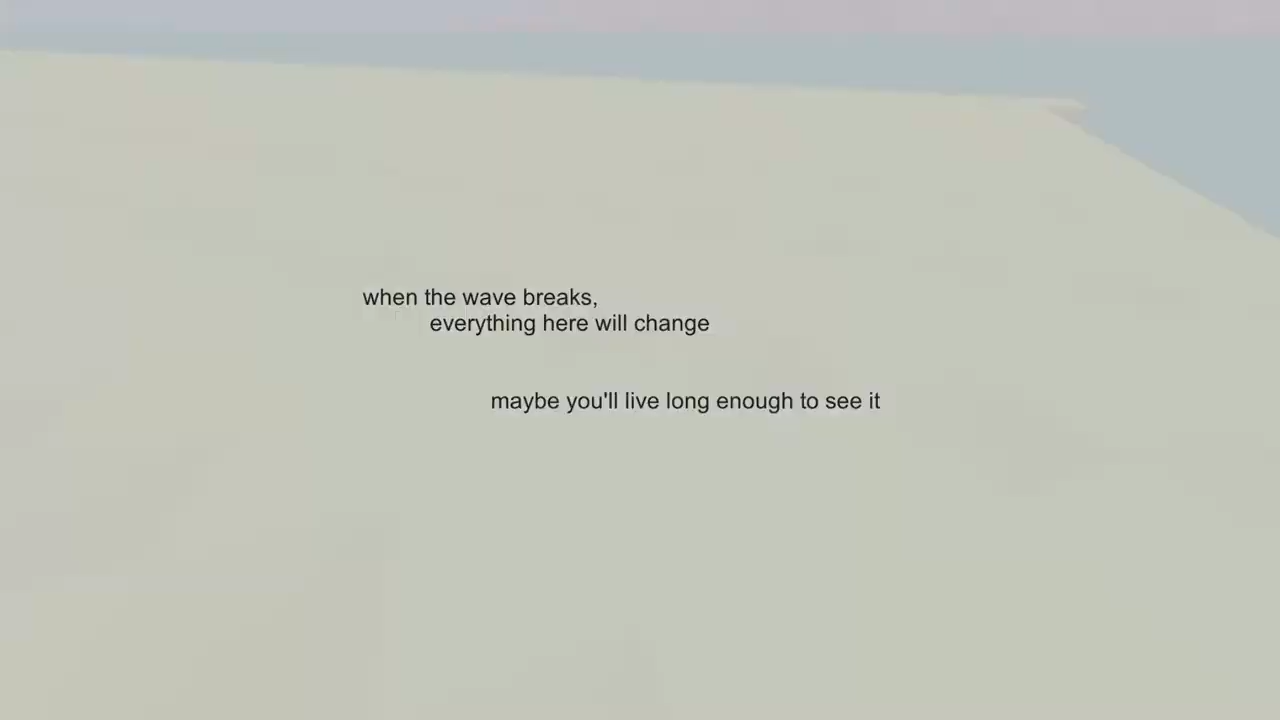 when the wave breaks,
everything here will change
maybe you'll live long enough to see it